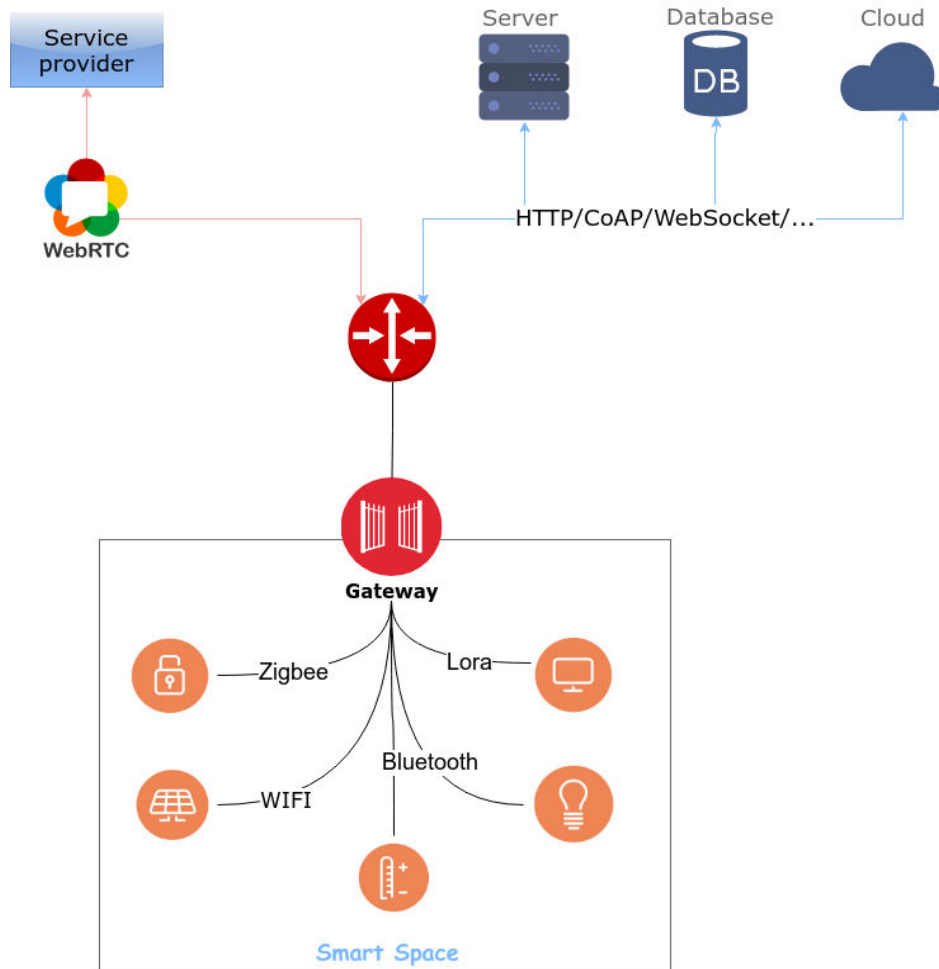 Service
provider
Server
Database
Cloud
DB
WebRTC
HTTP/CoAP/WebSocket/...
Gateway
Zigbee
Lora
Bluetooth
WIFI
Smart Space